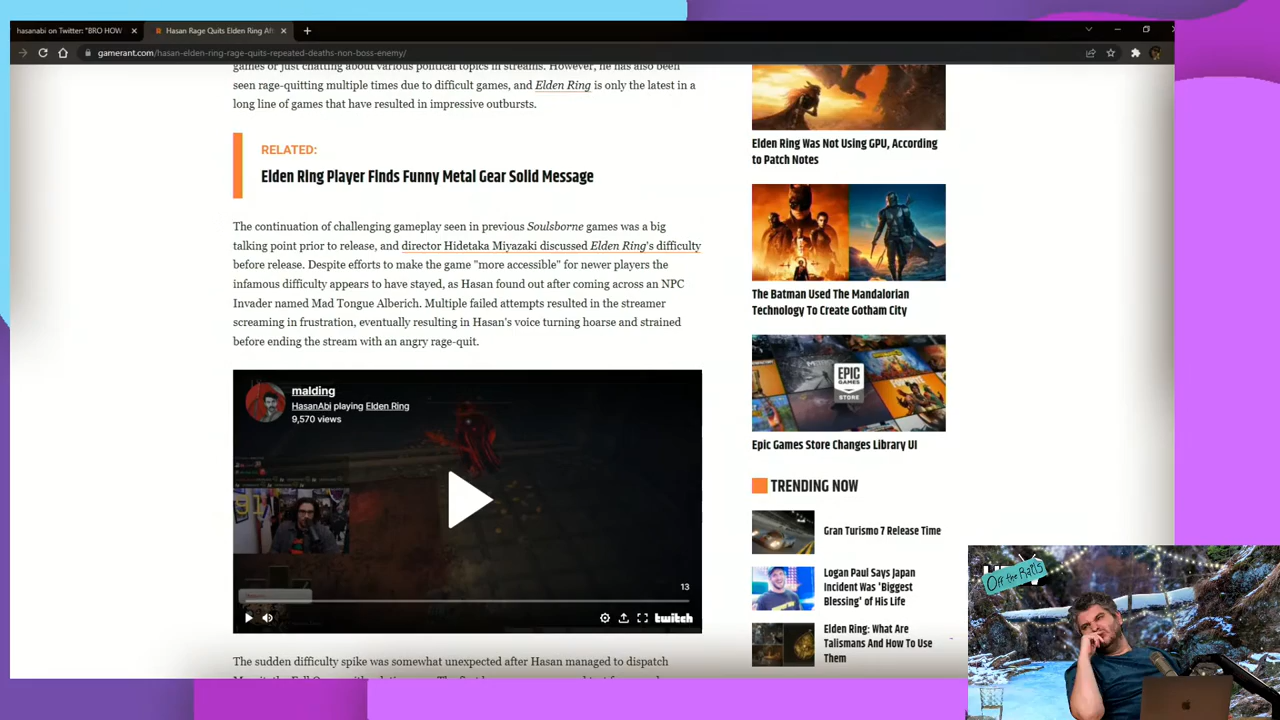 hasanabi on Twitter: "BRO HOW
Hasan Rage Quits Elden Ring Aft
gamerant.com/hasan-elden-ring-rage-quits-repeated-deaths-non-boss-enemy/
games or just chatting about various political topics in streams. However, he has also been
seen rage-quitting multiple times due to difficult games, and Elden Ring is only the latest in a
long line of games that have resulted in impressive outbursts.
RELATED:
Elden Ring Player Finds Funny Metal Gear Solid Message
The continuation of challenging gameplay seen in previous Soulsborne games was a big
talking point prior to release, and director Hidetaka Miyazaki discussed Elden Ring's difficulty
before release. Despite efforts to make the game "more accessible" for newer players the
infamous difficulty appears to have stayed, as Hasan found out after coming across an NPC
Invader named Mad Tongue Alberich. Multiple failed attempts resulted in the streamer
screaming in frustration, eventually resulting in Hasan's voice turning hoarse and strained
before ending the stream with an angry rage-quit.
malding
HasanAbi playing Elden Ring
9,570 views
13
twitch
The sudden difficulty spike was somewhat unexpected after Hasan managed to dispatch
Elden Ring Was Not Using GPU, According
to Patch Notes
The Batman Used The Mandalorian
Technology To Create Gotham City
EPIC
GAMES
STORE
Epic Games Store Changes Library UI
TRENDING NOW
Gran Turismo 7 Release Time
Logan Paul Says Japan
Incident Was 'Biggest
Blessing' of His Life
Elden Ring: What Are
Talismans And How To Use
Them
Off the Rails